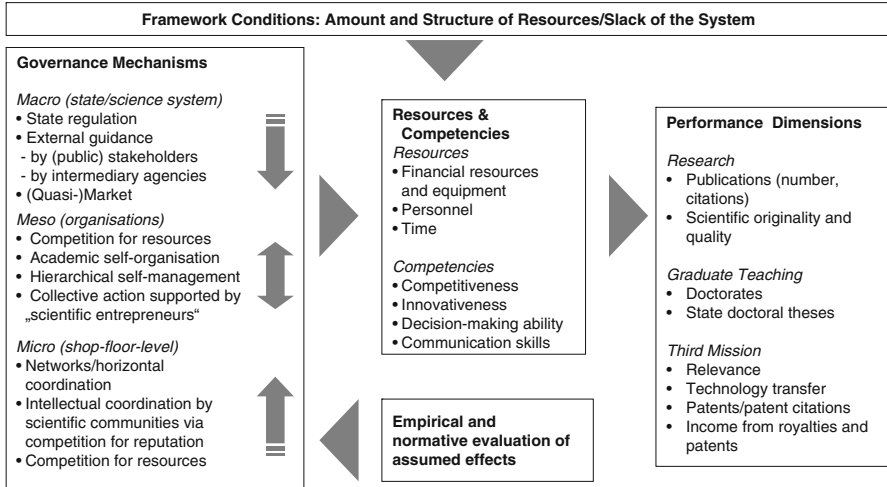 Framework Conditions: Amount and Structure of Resources/Slack of the System
Governance Mechanisms
Macro (state/science system)
• State regulation
• External guidance
- by (public) stakeholders
- by intermediary agencies
• (Quasi-)Market
Meso (organisations)
• Competition for resources
• Academic self-organisation
• Hierarchical self-management
• Collective action supported by
„scientific entrepreneurs“
Micro (shop-floor-level)
• Networks/horizontal
coordination
• Intellectual coordination by
scientific communities via
competition for reputation
• Competition for resources
Resources &
Competencies
Resources
• Financial resources
and equipment
• Personnel
• Time
Competencies
• Competitiveness
• Innovativeness
• Decision-making ability
• Communication skills
Empirical and
normative evaluation of
assumed effects
Performance Dimensions
Research
• Publications (number,
citations)
• Scientific originality and
quality
Graduate Teaching
• Doctorates
• State doctoral theses
Third Mission
• Relevance
• Technology transfer
• Patents/patent citations
• Income from royalties and
patents